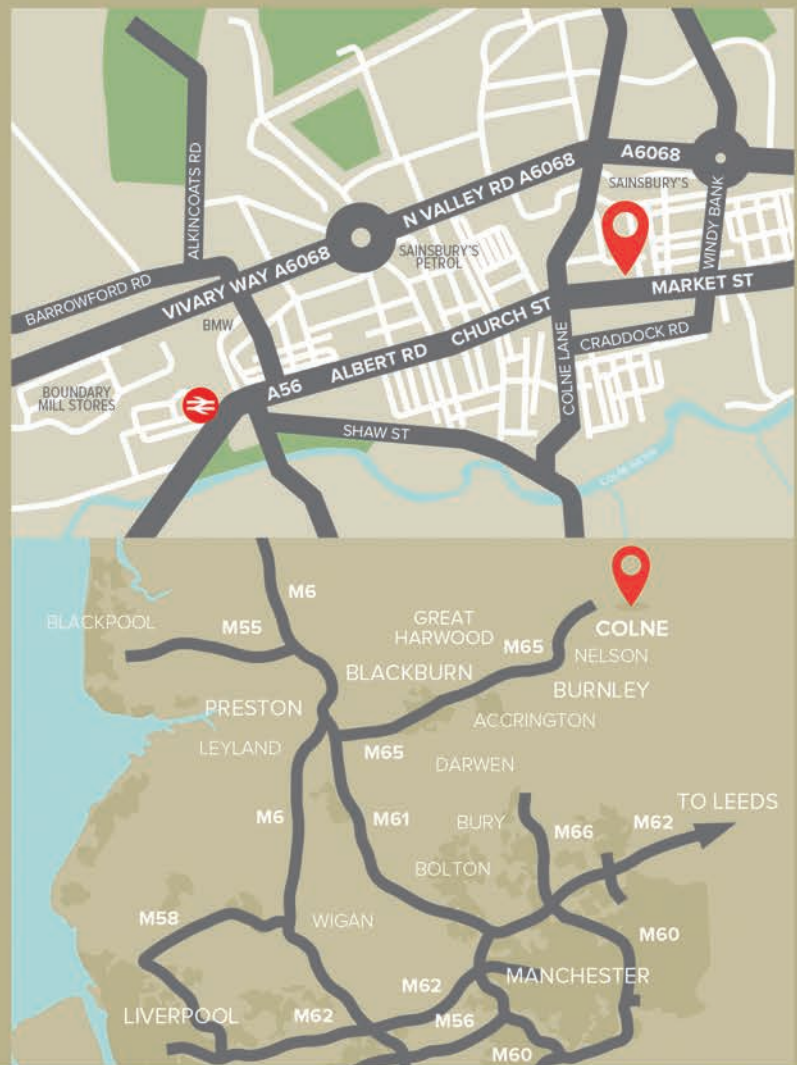 ALKINCOATS RD
BARROWFORD RD
VIVARY WAY A6068
N VALLEY RD A6068
A6068
SAINSBURY'S
WINDY BANK
SAINSBURY'S
PETROL
BMW
MARKET ST
CHURCH ST
ALBERT RD
A56
COLNE LANE
CRADDOCK RD
BOUNDARY
MILL STORES
SHAW ST
M6
BLACKPOOL
M55
GREAT
HARWOOD
M65
COLNE
NELSON
BLACKBURN
BURNLEY
PRESTON
ACCRINGTON
LEYLAND
M65
DARWEN
TO LEEDS
M6
M61
BURY
M66
M62
BOLTON
M58
WIGAN
M60
MANCHESTER
M62
LIVERPOOL
M62
M56
M60